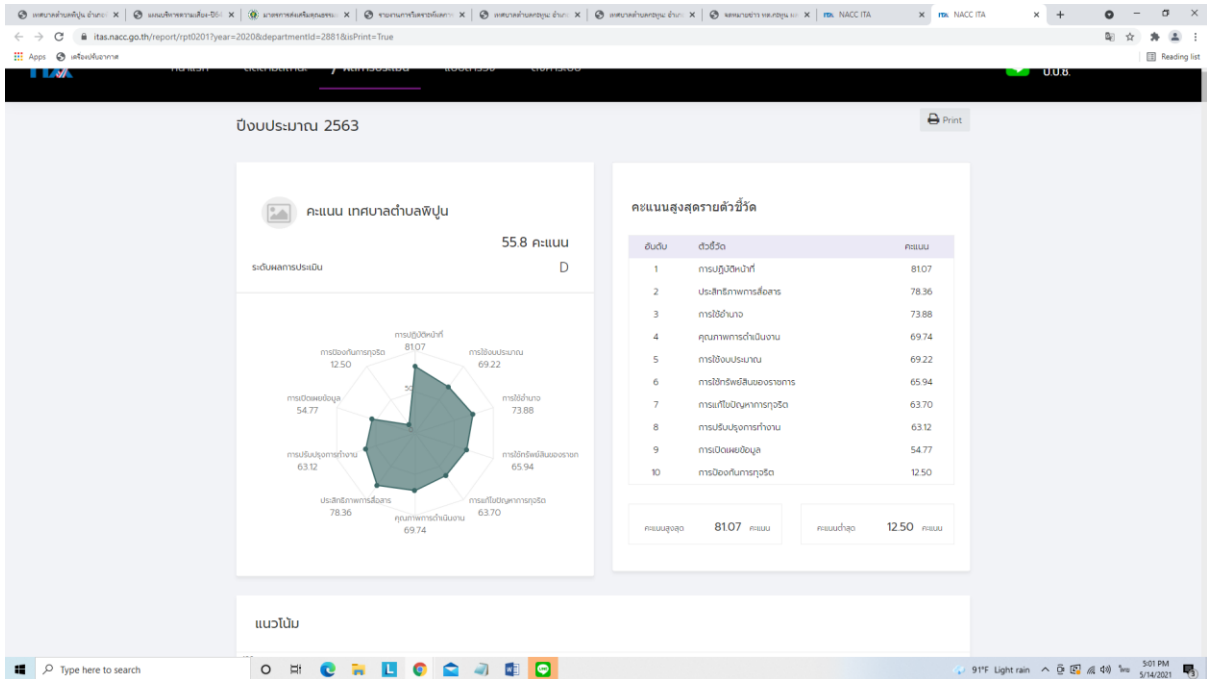 NACC ITA
NACC ITA
itas.nacc.go.th/report/rpt0201?year=2020&departmentId=2881&isPrint=True
Apps
Reading list
ป.ป.ช.
ปีงบประมาณ 2563
Print
คะแนน เทศบาลตำบลพิปูน
55.8 คะแนน
ระดับผลการประเมิน D
การปฏิบัติหน้าที่
81.07
การใช้งบประมาณ
69.22
การใช้อำนาจ
73.88
การใช้ทรัพย์สินของราชก
65.94
การแก้ไขปัญหาการทุจริต
63.70
คุณภาพการดำเนินงาน
69.74
ประสิทธิภาพการสื่อสาร
78.36
การปรับปรุงการทำงาน
63.12
การเปิดเผยข้อมูล
54.77
การป้องกันการทุจริต
12.50
50
คะแนนสูงสุดรายตัวชี้วัด
อันดับ ตัวชี้วัด คะแนน
1 การปฏิบัติหน้าที่ 81.07
2 ประสิทธิภาพการสื่อสาร 78.36
3 การใช้อำนาจ 73.88
4 คุณภาพการดำเนินงาน 69.74
5 การใช้งบประมาณ 69.22
6 การใช้ทรัพย์สินของราชการ 65.94
7 การแก้ไขปัญหาการทุจริต 63.70
8 การปรับปรุงการทำงาน 63.12
9 การเปิดเผยข้อมูล 54.77
10 การป้องกันการทุจริต 12.50
คะแนนสูงสุด 81.07 คะแนน
คะแนนต่ำสุด 12.50 คะแนน
แนวโน้ม
Type here to search
91°F Light rain
5:01 PM
5/14/2021